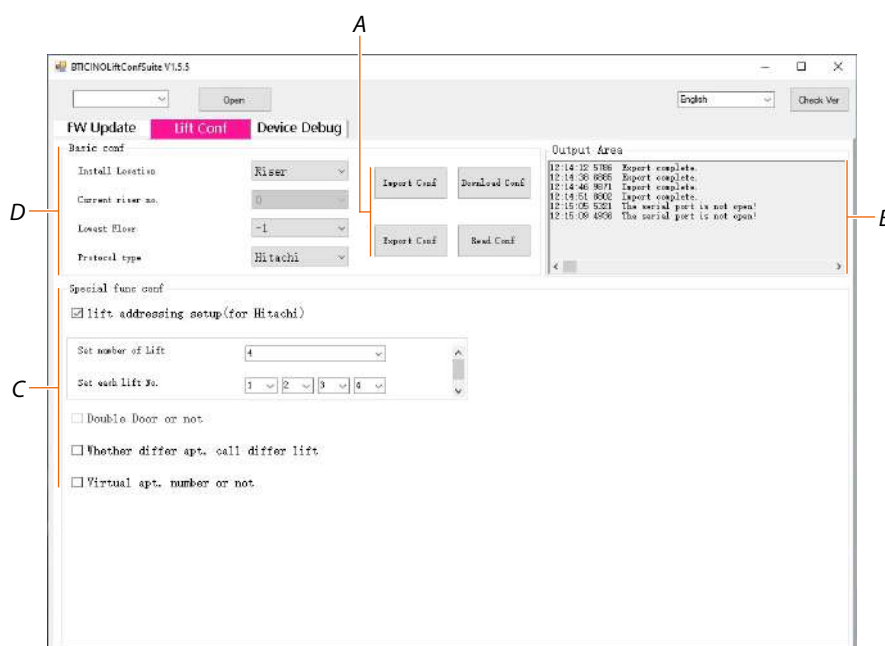 A
BTICINOLiftConfSuite V1.5.5
Open
English
Check Ver
FW Update
Lift Conf
Device Debug
Basic conf
Install Location
Riser
Current riser no.
0
Lowest Floor
-1
Protocol type
Hitachi
Import Conf
Download Conf
Export Conf
Read Conf
Output Area
12:14:12 5786 Export complete.
12:14:38 6885 Export complete.
12:14:46 9871 Import complete.
12:14:51 8802 Import complete.
12:15:05 5321 The serial port is not open!
12:15:09 4936 The serial port is not open!
D
Special func conf
lift addressing setup(for Hitachi)
Set number of Lift
4
Set each lift No.
1 2 3 4
C
Double Door or not
Whether differ apt. call differ lift
Virtual apt. number or not